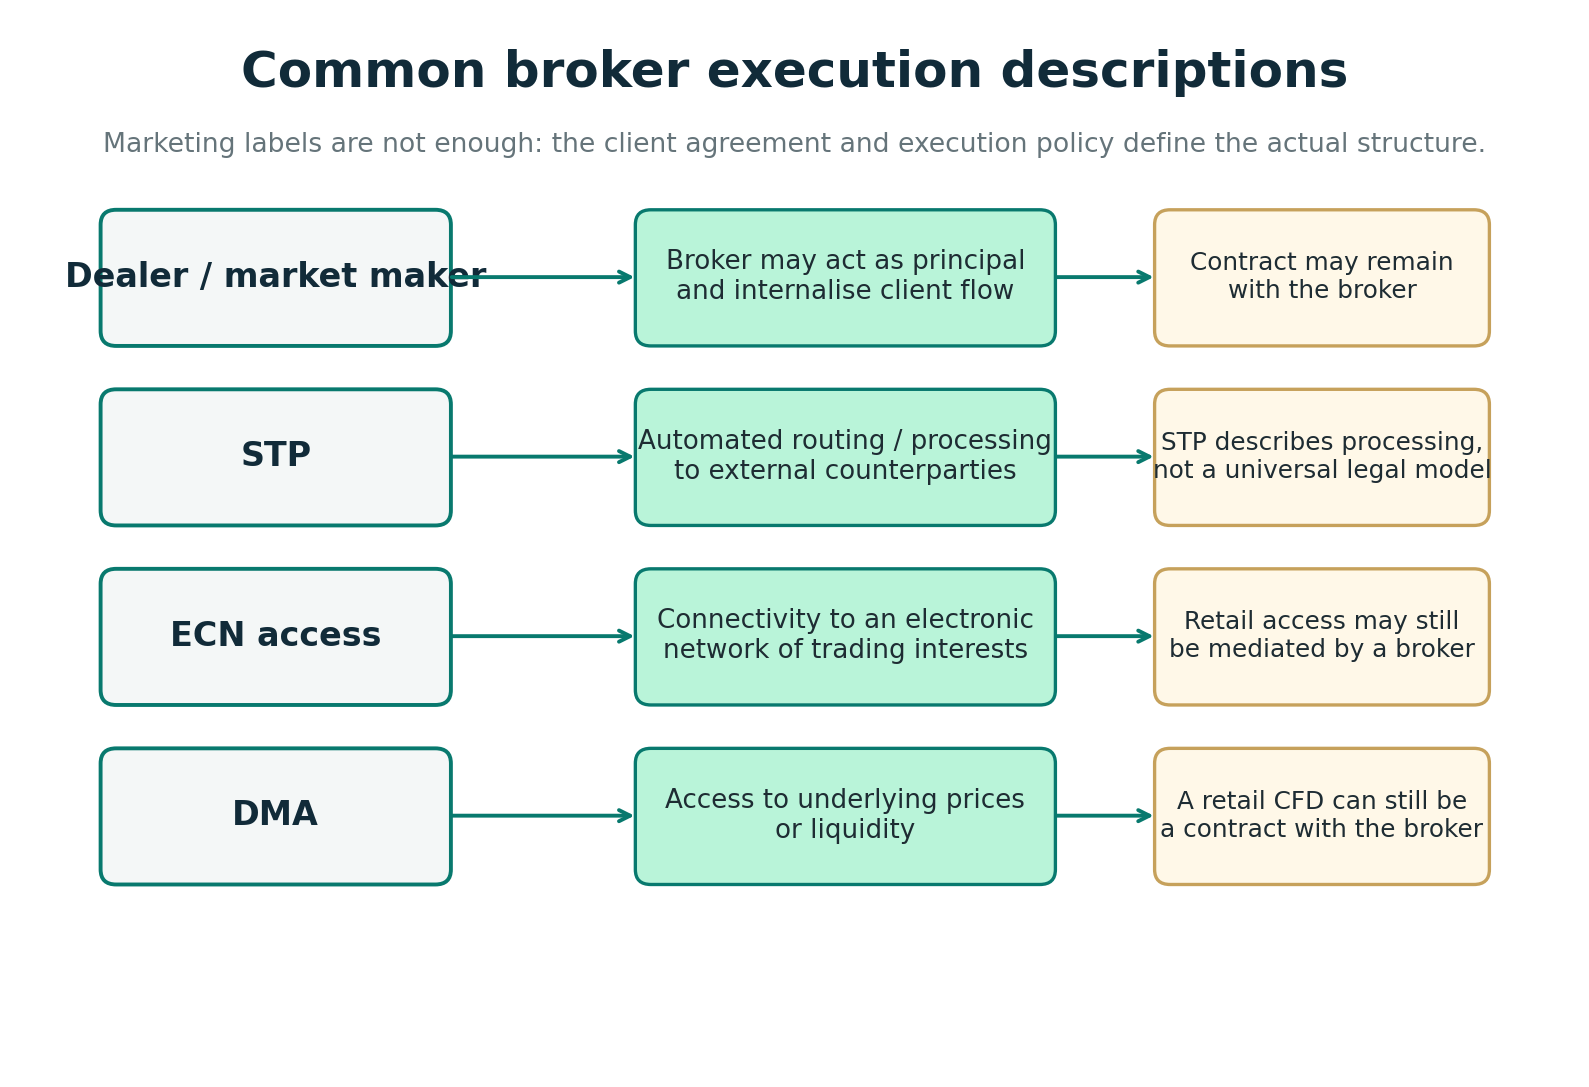 Common broker execution descriptions
Marketing labels are not enough: the client agreement and execution policy define the actual structure.
Dealer / market maker
Broker may act as principal
and internalise client flow
Contract may remain
with the broker
STP
Automated routing / processing
to external counterparties
STP describes processing,
not a universal legal model
ECN access
Connectivity to an electronic
network of trading interests
Retail access may still
be mediated by a broker
DMA
Access to underlying prices
or liquidity
A retail CFD can still be
a contract with the broker